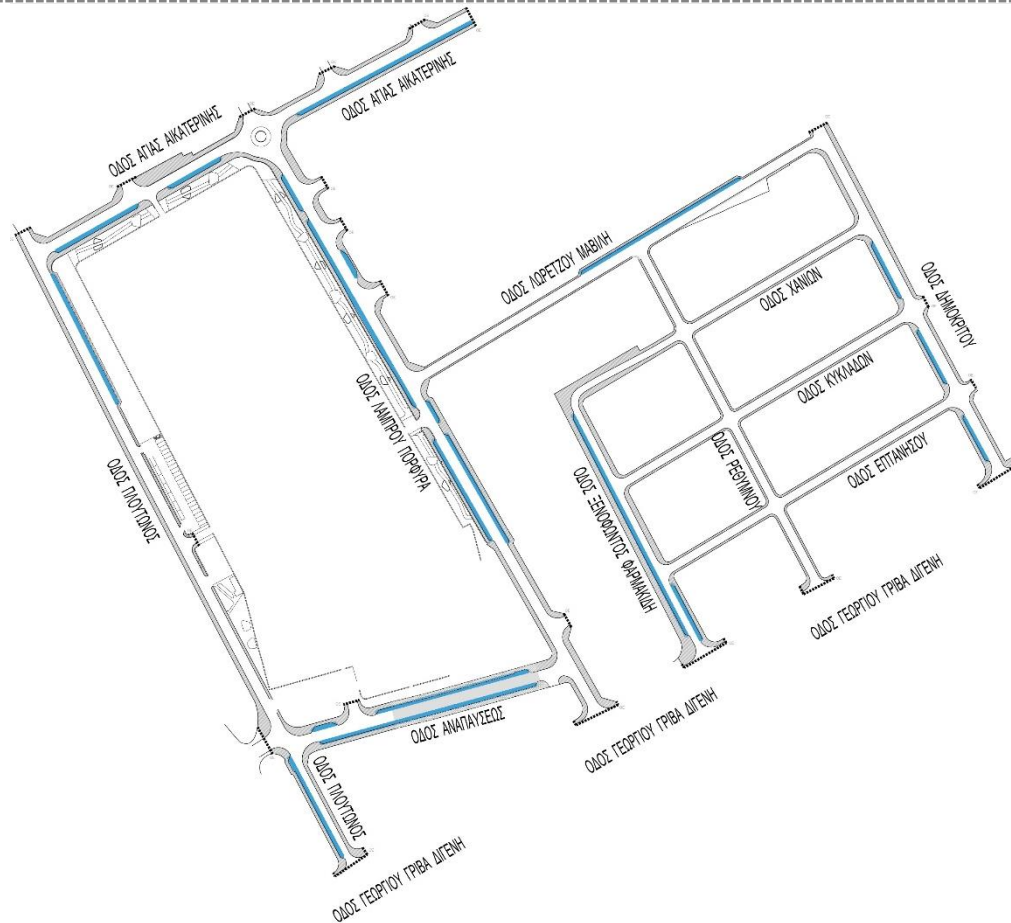 ΟΔΟΣ ΑΓΙΑΣ ΑΙΚΑΤΕΡΙΝΗΣ
ΟΔΟΣ ΑΓΙΑΣ ΑΙΚΑΤΕΡΙΝΗΣ
ΟΔΟΣ ΛΩΡΕΤΖΟΥ ΜΑΒΙΛΗ
ΟΔΟΣ ΧΑΝΙΩΝ
ΟΔΟΣ ΔΗΜΟΚΡΙΤΟΥ
ΟΔΟΣ ΚΥΚΛΑΔΩΝ
ΟΔΟΣ ΛΑΜΠΡΟΥ ΠΟΡΦΥΡΑ
ΟΔΟΣ ΡΕΘΥΜΝΟΥ
ΟΔΟΣ ΕΠΤΑΝΗΣΟΥ
ΟΔΟΣ ΠΛΟΥΤΩΝΟΣ
ΟΔΟΣ ΞΕΝΟΦΩΝΤΟΣ ΦΑΡΜΑΚΙΔΗ
ΟΔΟΣ ΓΕΩΡΓΙΟΥ ΓΡΙΒΑ ΔΙΓΕΝΗ
ΟΔΟΣ ΑΝΑΠΑΥΣΕΩΣ
ΟΔΟΣ ΓΕΩΡΓΙΟΥ ΓΡΙΒΑ ΔΙΓΕΝΗ
ΟΔΟΣ ΠΛΟΥΤΩΝΟΣ
ΟΔΟΣ ΓΕΩΡΓΙΟΥ ΓΡΙΒΑ ΔΙΓΕΝΗ